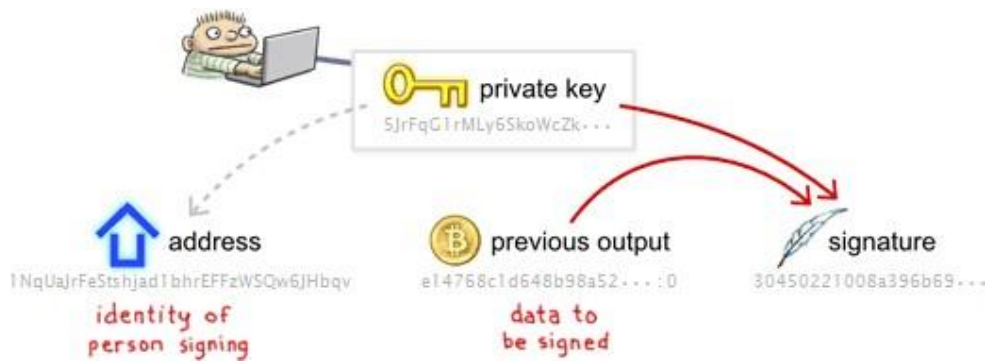 private key
5JrFqG1rMLy6SkoWcZk...
address
previous output
signature
1NqUaJrFeStshjad1bhrEFFzWSQw6JHbqv
e14768c1d648b98a52...:0
30450221008a396b69...
identity of
person signing
data to
be signed